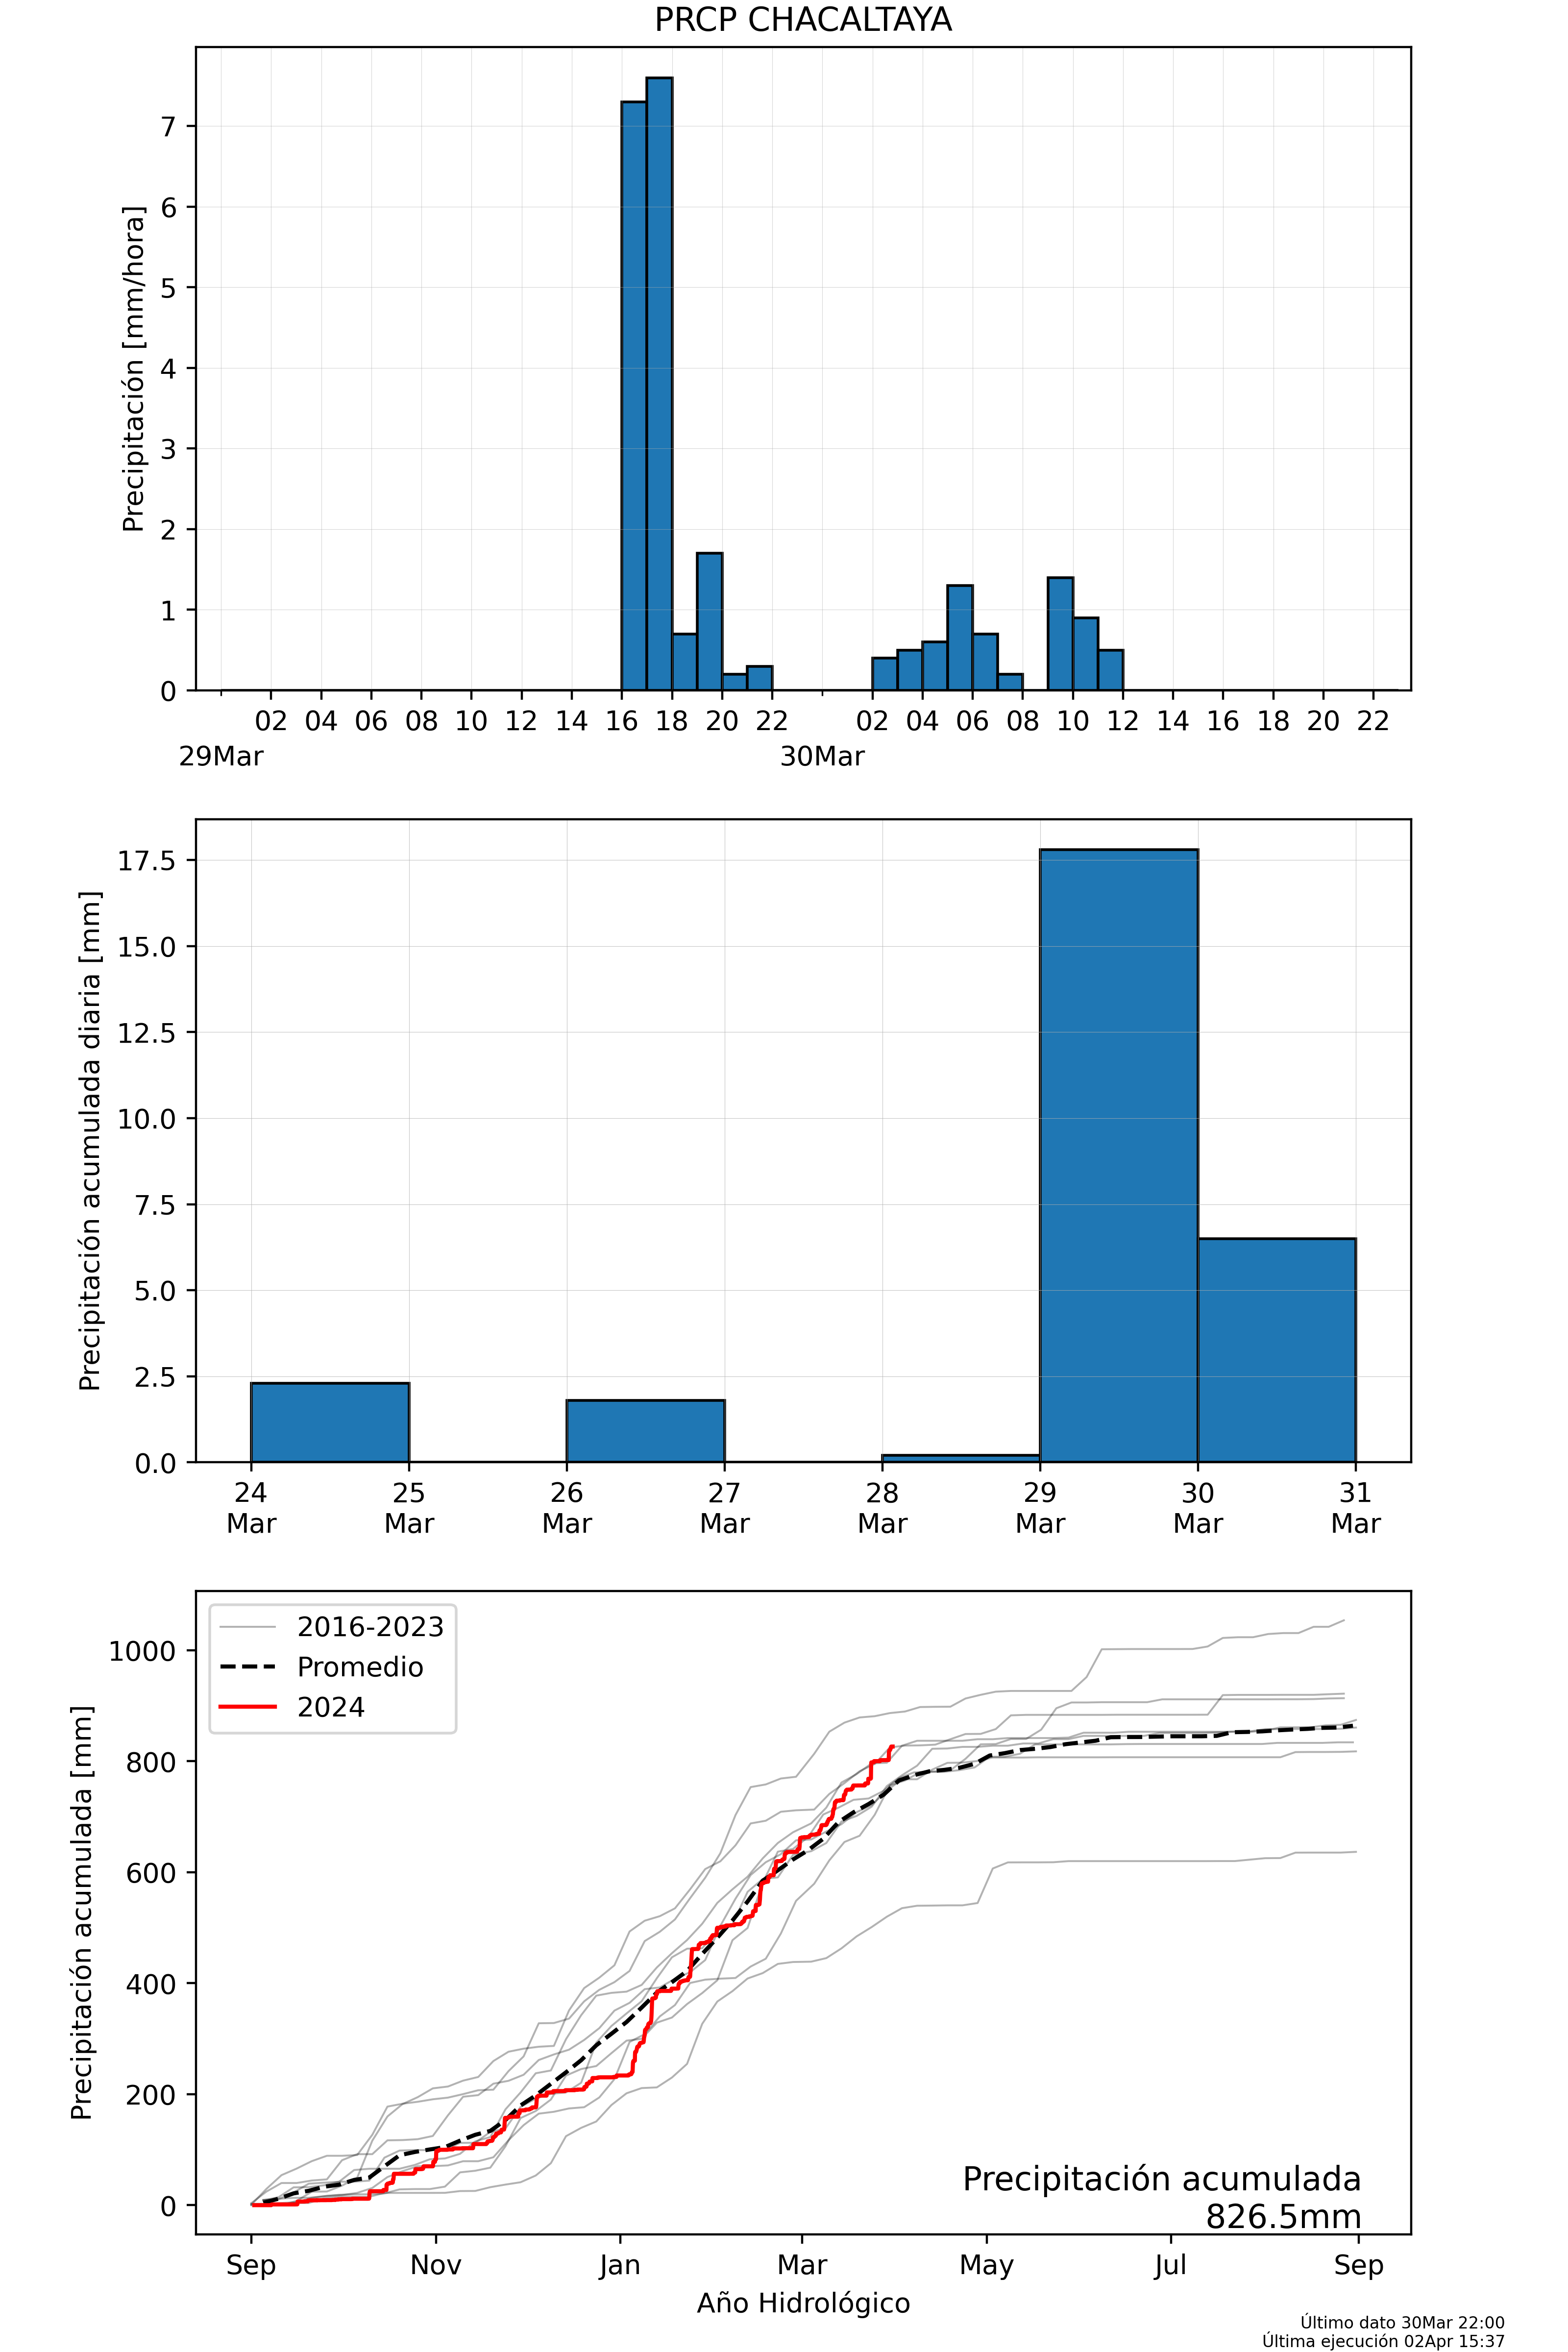 PRCP CHACALTAYA
Precipitación [mm/hora]
7
6
5
4
3
2
1
0
02 04 06 08 10 12 14 16 18 20 22 02 04 06 08 10 12 14 16 18 20 22
29Mar 30Mar
Precipitación acumulada diaria [mm]
17.5
15.0
12.5
10.0
7.5
5.0
2.5
0.0
24 25 26 27 28 29 30 31
Mar Mar Mar Mar Mar Mar Mar Mar
Precipitación acumulada [mm]
1000
800
600
400
200
0
2016-2023
Promedio
2024
Precipitación acumulada
826.5mm
Sep Nov Jan Mar May Jul Sep
Año Hidrológico
Último dato 30Mar 22:00
Última ejecución 02Apr 15:37